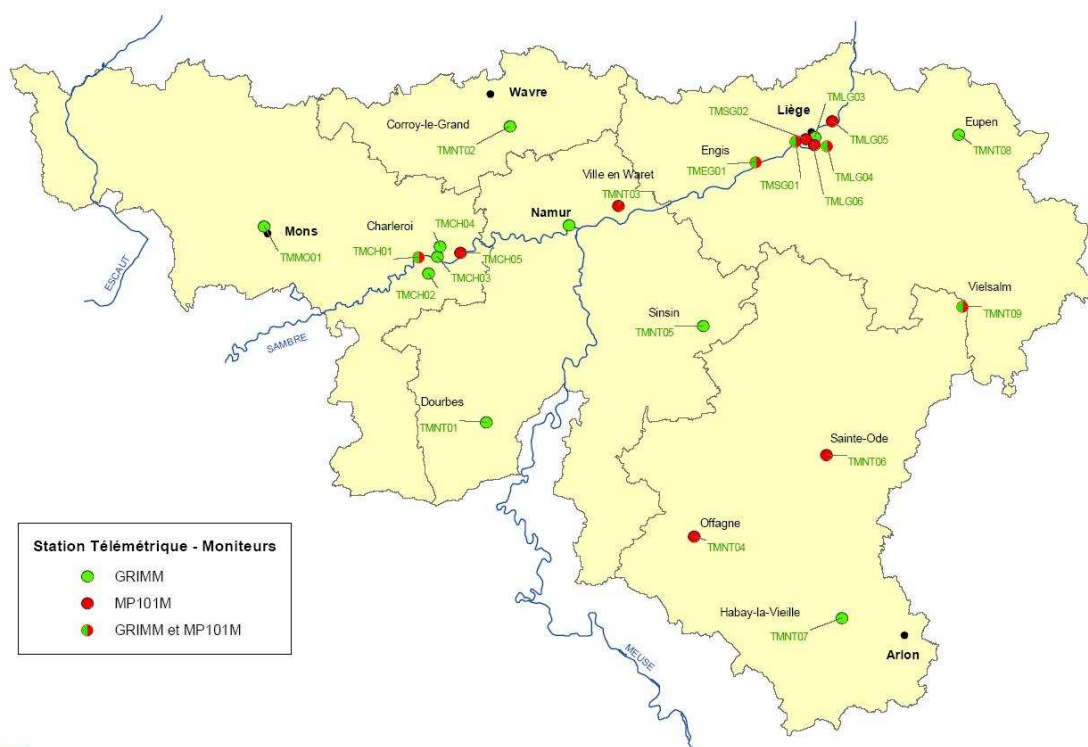 Wavre
Corroy-le-Grand
TMNT02
Liège
TMSG02
TMLG03
TMLG05
Engis
TMEG01
TMSG01
TMLG04
TMLG06
Eupen
TMNT08
Ville en Waret
TMNT03
Namur
Mons
TMMO01
Charleroi
TMCH04
TMCH01
TMCH05
TMCH03
TMCH02
ESCAUT
SAMBRE
Sinsin
TMNT05
Vielsalm
TMNT09
Dourbes
TMNT01
Sainte-Ode
TMNT06
Offagne
TMNT04
Habay-la-Vieille
TMNT07
Arlon
MEUSE
Station Télémétrique - Moniteurs
GRIMM
MP101M
GRIMM et MP101M